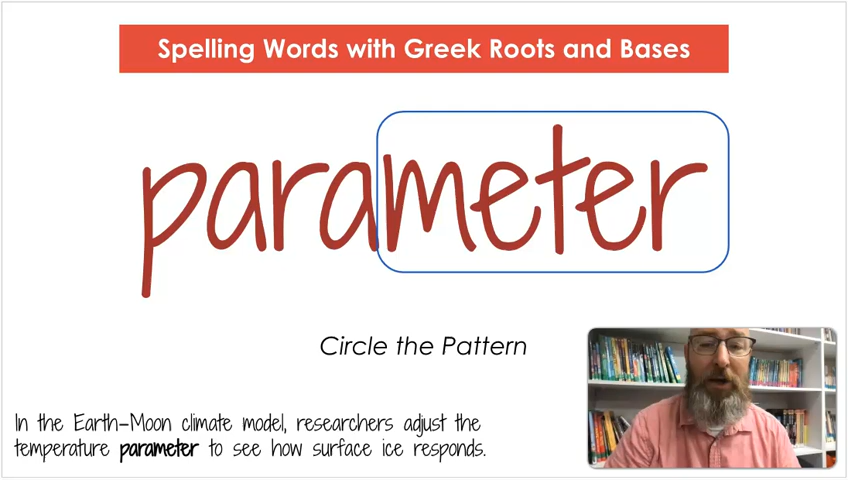 Spelling Words with Greek Roots and Bases
parameter
Circle the Pattern
In the Earth–Moon climate model, researchers adjust the
temperature parameter to see how surface ice responds.